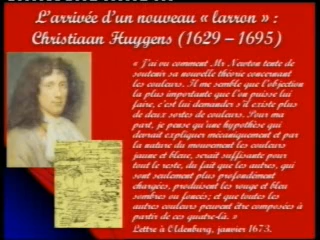 L'arrivée d'un nouveau « larron » :
Christiaan Huygens (1629 – 1695)
« J'ai vu comment Mr Newton tente de
soutenir sa nouvelle théorie concernant
les couleurs. Il me semble que l'objection
la plus importante que l'on puisse lui
faire, c'est lui demander s'il existe plus
de deux sortes de couleurs. Pour ma
part, je pense qu'une hypothèse qui
devrait expliquer mécaniquement et par
la nature du mouvement les couleurs
jaune et bleue, serait suffisante pour
tout le reste, du fait que les autres, qui
sont seulement plus profondément
chargées, produisent les rouge et bleu
sombres ou foncés; et que toutes les
autres couleurs peuvent être composées à
partir de ces quatre-là. »
Lettre à Oldenburg, janvier 1673.